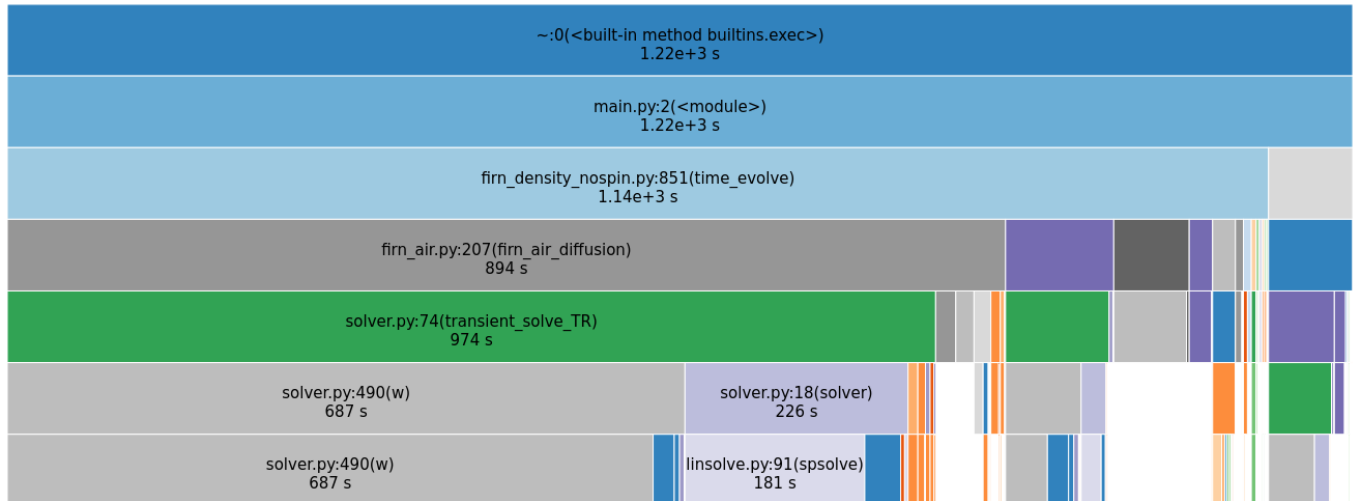 ~:0(<built-in method builtins.exec>)
1.22e+3 s
main.py:2(<module>)
1.22e+3 s
firn_density_nospin.py:851(time_evolve)
1.14e+3 s
firn_air.py:207(firn_air_diffusion)
894 s
solver.py:74(transient_solve_TR)
974 s
solver.py:490(w)
687 s
solver.py:18(solver)
226 s
solver.py:490(w)
687 s
linsolve.py:91(spsolve)
181 s